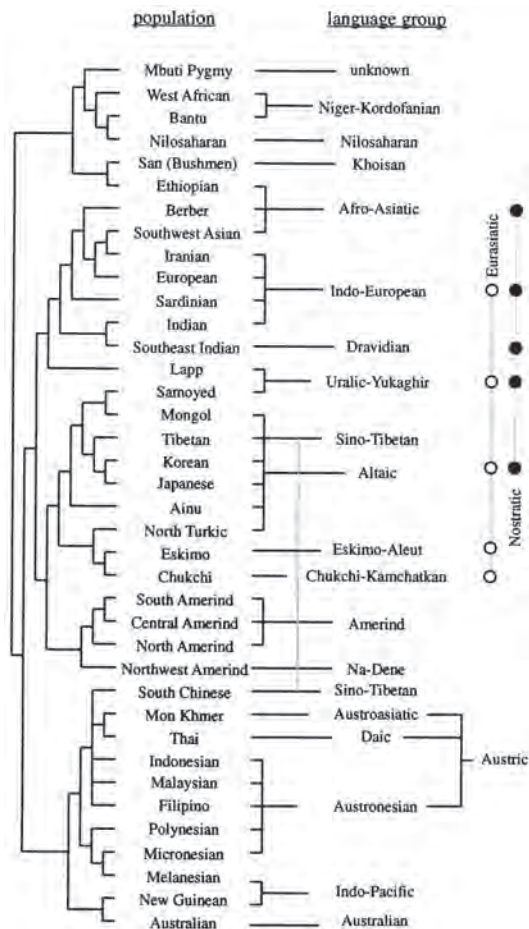 population language group
Mbuti Pygmy unknown
West African
Niger-Kordofanian
Bantu
Nilosaharan Nilosaharan
San (Bushmen) Khoisan
Ethiopian
Berber Afro-Asiatic
Southwest Asian
Iranian
European
Indo-European
Sardinian
Indian
Southeast Indian Dravidian
Lapp
Uralic-Yukaghir
Samoyed
Mongol
Tibetan Sino-Tibetan
Korean
Altaic
Japanese
Ainu
North Turkic
Eskimo Eskimo-Aleut
Chukchi Chukchi-Kamchatkan
South Amerind
Central Amerind Amerind
North Amerind
Northwest Amerind Na-Dene
South Chinese Sino-Tibetan
Mon Khmer Austroasiatic
Thai Daic
Austric
Indonesian
Malaysian
Filipino Austronesian
Polynesian
Micronesian
Melanesian
Indo-Pacific
New Guinean
Australian Australian
Eurasiatic
Nostratic